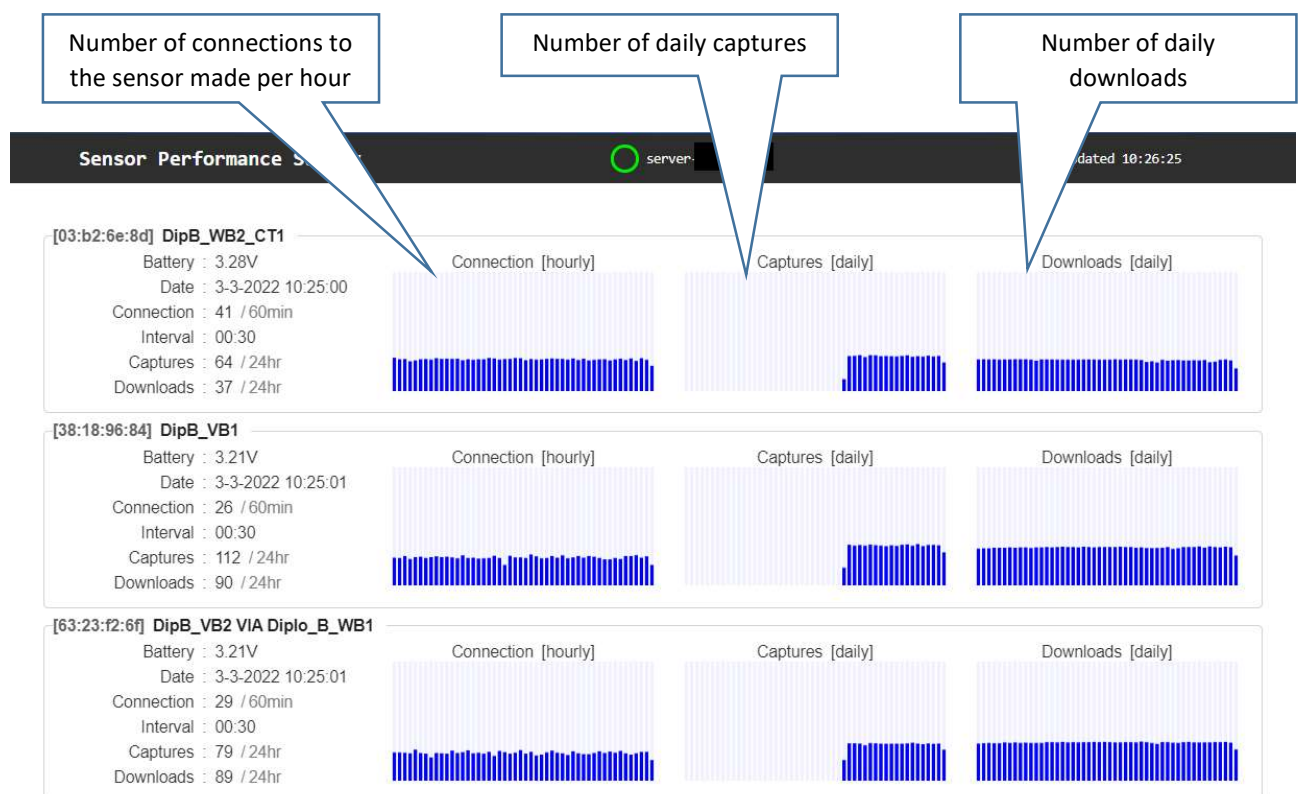 Number of connections to
the sensor made per hour
Number of daily captures
Number of daily
downloads
Sensor Performance
server-
dated 10:26:25
[03:b2:6e:8d] DipB_WB2_CT1
Battery : 3.28V
Date : 3-3-2022 10:25:00
Connection : 41 / 60min
Interval : 00:30
Captures : 64 / 24hr
Downloads : 37 / 24hr
Connection [hourly]
Captures [daily]
Downloads [daily]
[38:18:96:84] DipB_VB1
Battery : 3.21V
Date : 3-3-2022 10:25:01
Connection : 26 / 60min
Interval : 00:30
Captures : 112 / 24hr
Downloads : 90 / 24hr
Connection [hourly]
Captures [daily]
Downloads [daily]
[63:23:f2:6f] DipB_VB2 VIA Diplo_B_WB1
Battery : 3.21V
Date : 3-3-2022 10:25:01
Connection : 29 / 60min
Interval : 00:30
Captures : 79 / 24hr
Downloads : 89 / 24hr
Connection [hourly]
Captures [daily]
Downloads [daily]